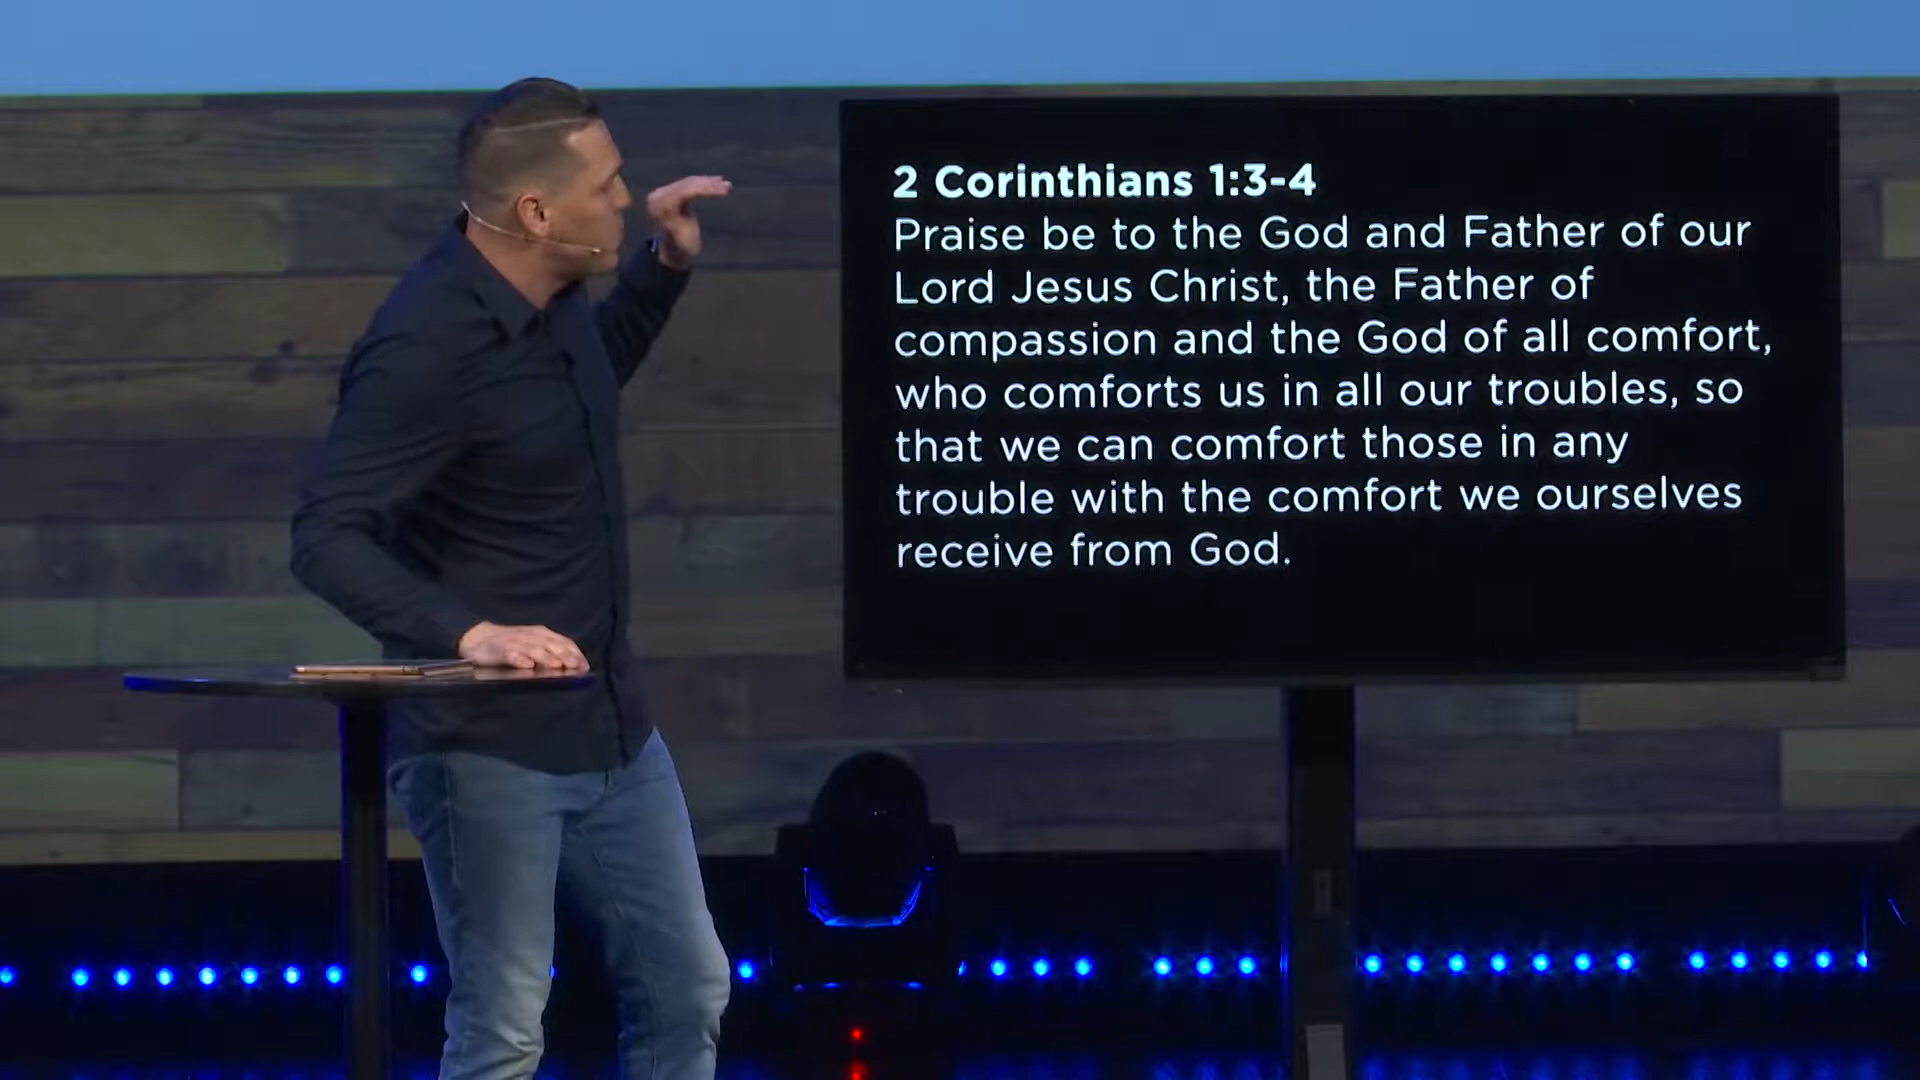 2 Corinthians 1:3-4
Praise be to the God and Father of our
Lord Jesus Christ, the Father of
compassion and the God of all comfort,
who comforts us in all our troubles, so
that we can comfort those in any
trouble with the comfort we ourselves
receive from God.